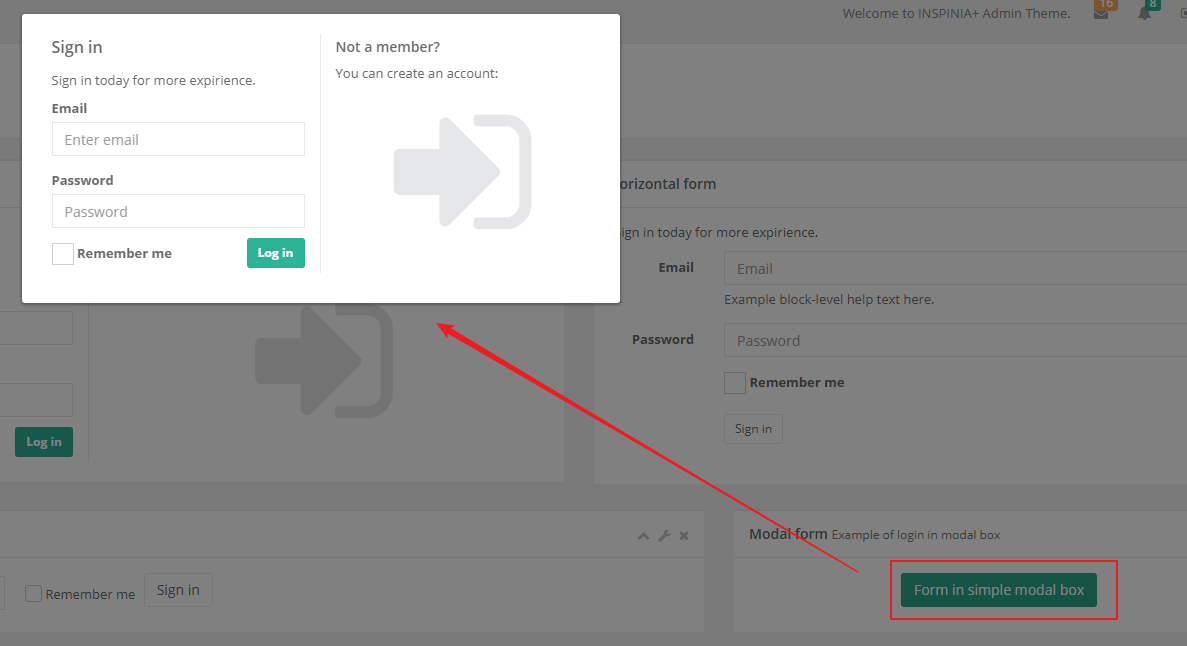 Welcome to INSPINIA+ Admin Theme.
16
8
Sign in
Sign in today for more expirience.
Email
Enter email
Password
Password
Remember me
Log in
Not a member?
You can create an account:
orizontal form
ign in today for more expirience.
Email
Email
Example block-level help text here.
Password
Password
Remember me
Sign in
Log in
Remember me
Sign in
Modal form Example of login in modal box
Form in simple modal box